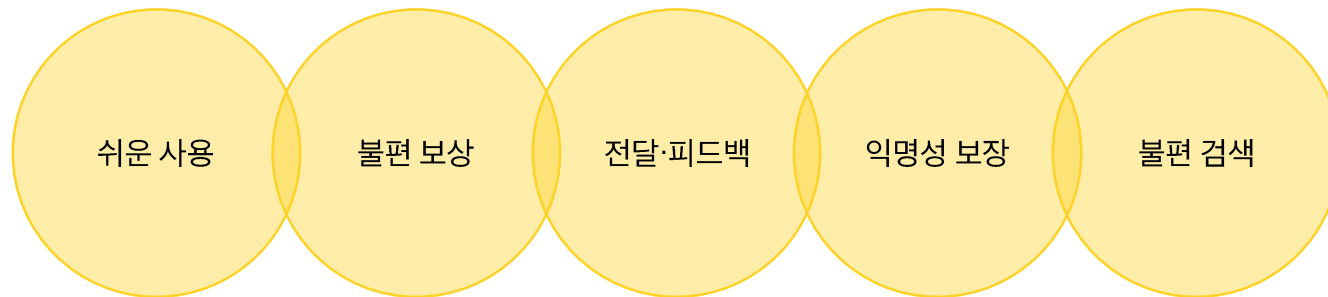 쉬운 사용
불편 보상
전달·피드백
익명성 보장
불편 검색